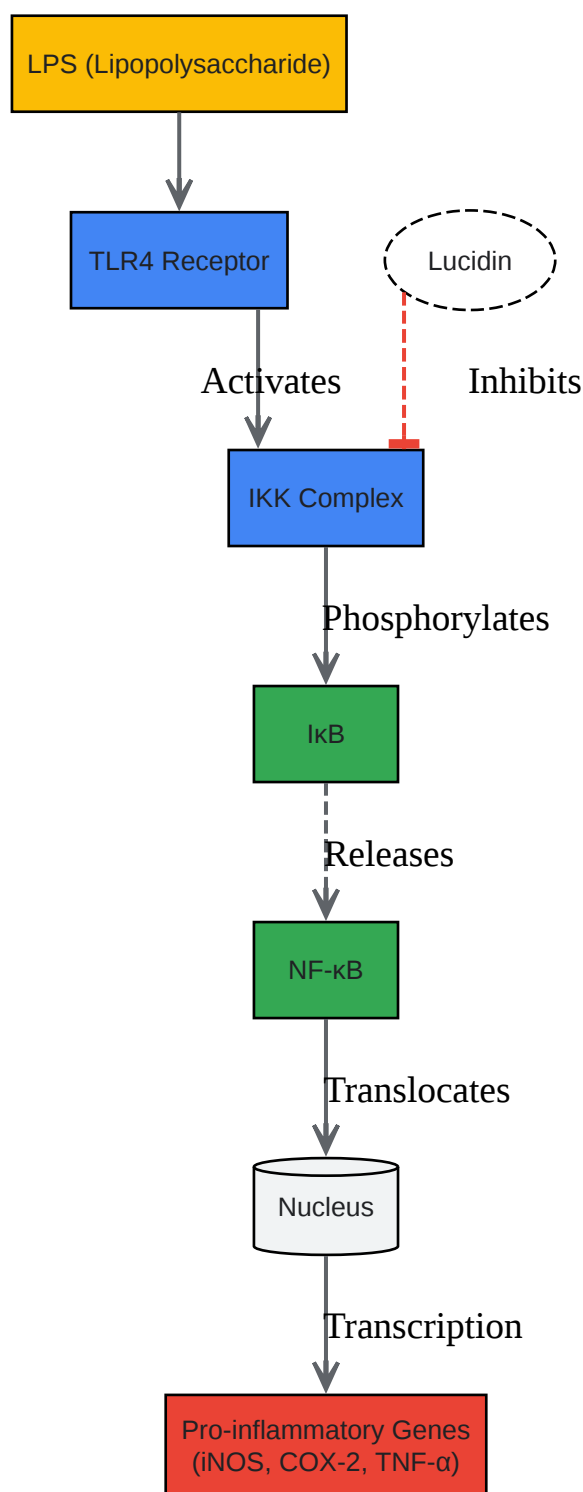 LPS (Lipopolysaccharide)
TLR4 Receptor
Lucidin
Activates
Inhibits
IKK Complex
Phosphorylates
IκB
Releases
NF-κB
Translocates
Nucleus
Transcription
Pro-inflammatory Genes
(iNOS, COX-2, TNF-α)